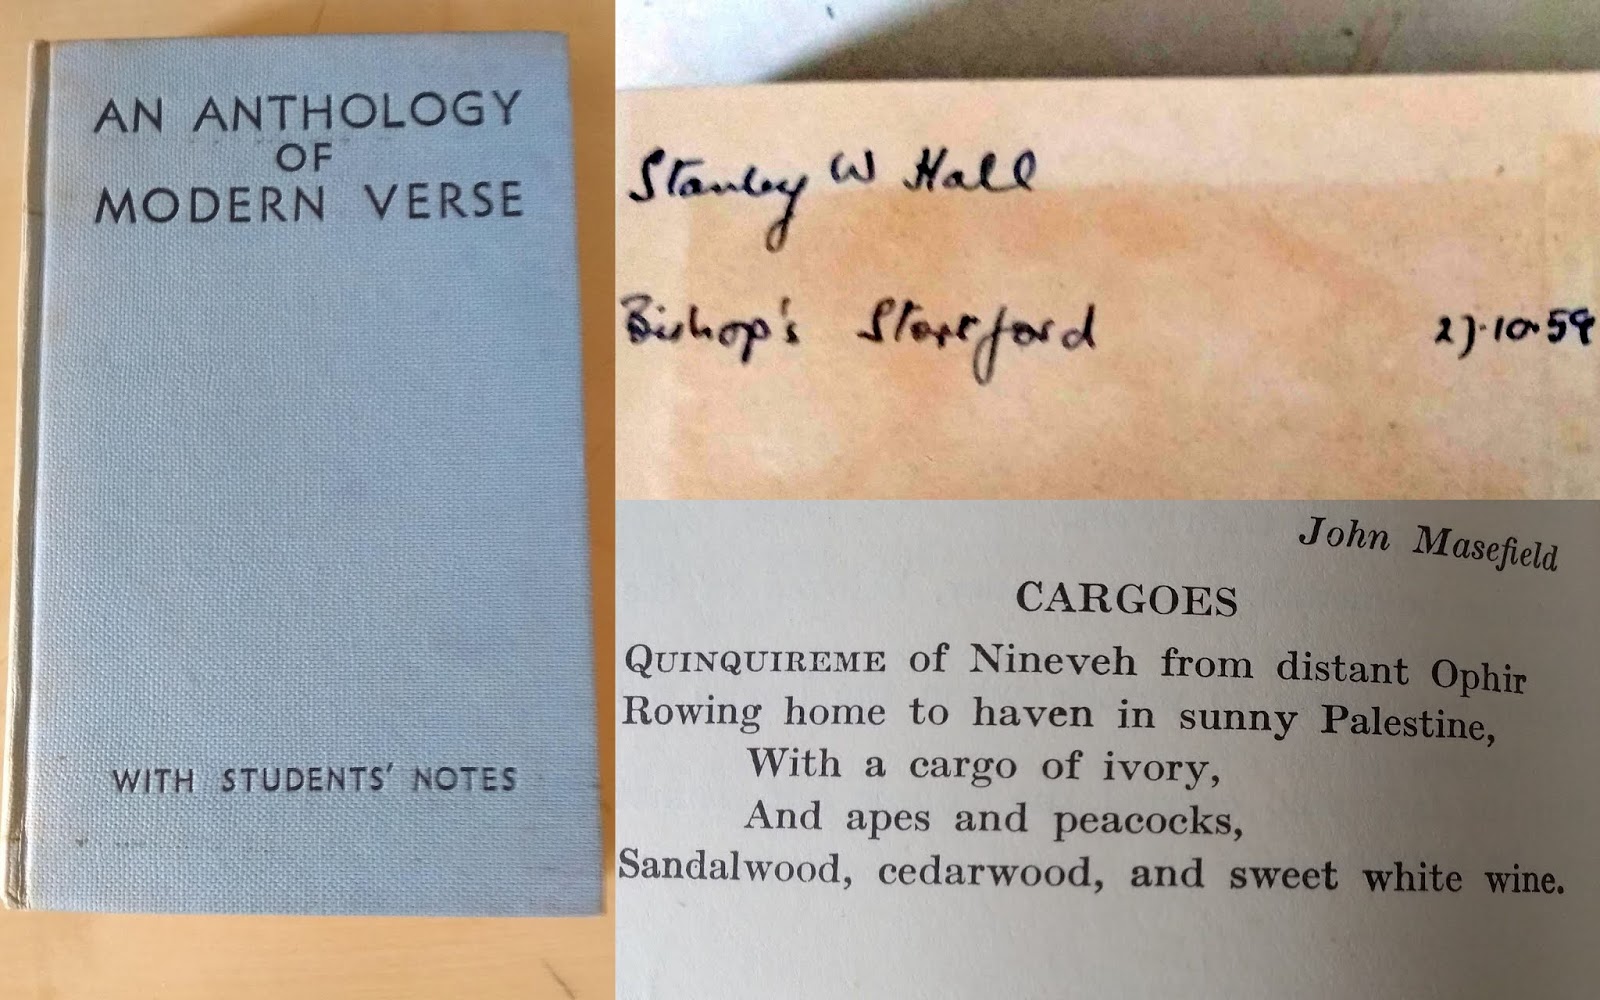 AN ANTHOLOGY
OF
MODERN VERSE
WITH STUDENTS' NOTES
Stanley W Hall
Bishop's Stortford 27.10.59
John Masefield
CARGOES
QUINQUIREME of Nineveh from distant Ophir
Rowing home to haven in sunny Palestine,
With a cargo of ivory,
And apes and peacocks,
Sandalwood, cedarwood, and sweet white wine.